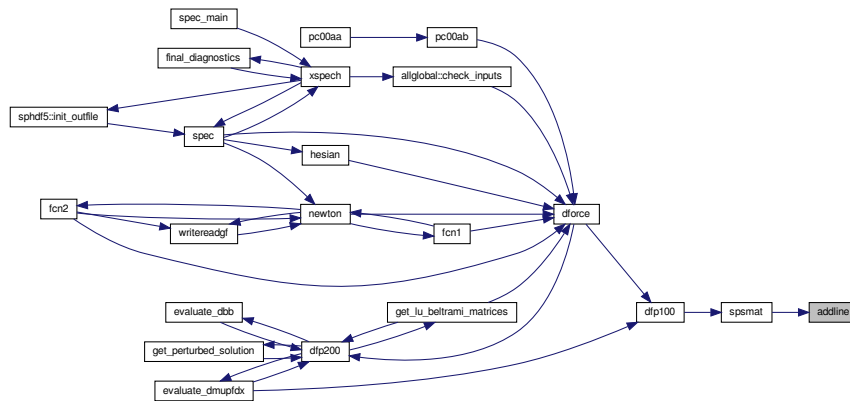 spec_main
pc00aa
pc00ab
final_diagnostics
xspech
allglobal::check_inputs
sphdf5::init_outfile
spec
hesian
fcn2
newton
dforce
writereadgf
fcn1
evaluate_dbb
get_lu_beltrami_matrices
dfp100
spsmat
addline
get_perturbed_solution
dfp200
evaluate_dmupfdx